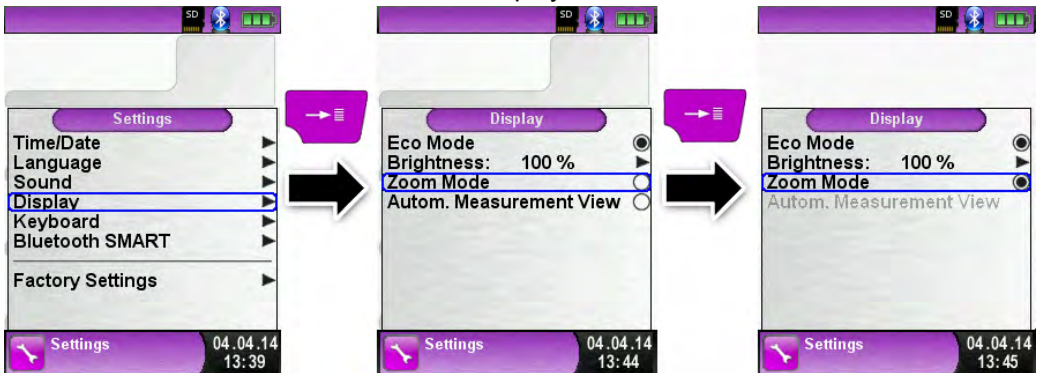 SD
Settings
Time/Date
Language
Sound
Display
Keyboard
Bluetooth SMART
Factory Settings
Settings
04.04.14
13:39
SD
Display
Eco Mode
Brightness: 100 %
Zoom Mode
Autom. Measurement View
Settings
04.04.14
13:44
SD
Display
Eco Mode
Brightness: 100 %
Zoom Mode
Autom. Measurement View
Settings
04.04.14
13:45